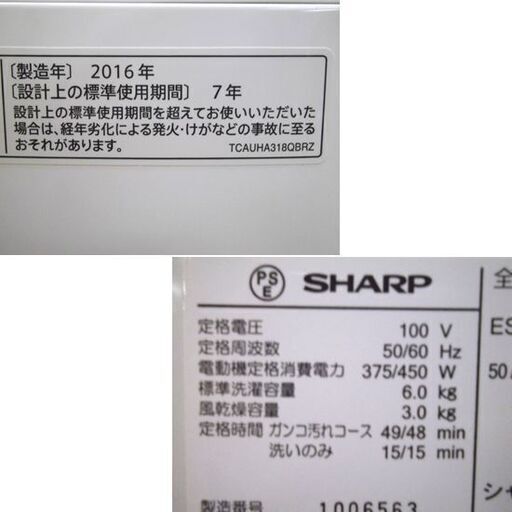 〔製造年〕 2016年
〔設計上の標準使用期間〕 7年
設計上の標準使用期間を超えてお使いいただいた
場合は、経年劣化による発火・けがなどの事故に至る
おそれがあります。 TCAUHA318QBRZ
PS
E
SHARP
全
定格電圧 100 V
ES
定格周波数 50/60 Hz
電動機定格消費電力 375/450 W
50/
標準洗濯容量 6.0 kg
風乾燥容量 3.0 kg
定格時間 ガンコ汚れコース 49/48 min
洗いのみ 15/15 min
シャ
製造番号 1006563